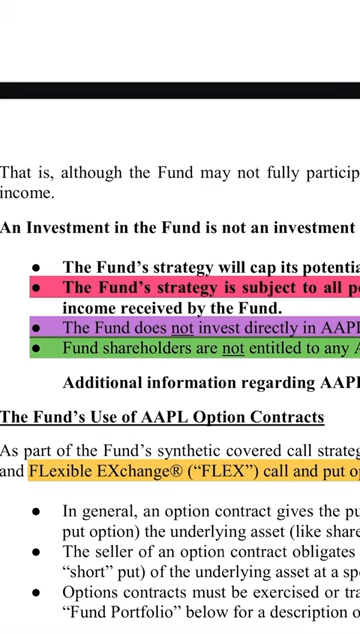 That is, although the Fund may not fully particip
income.
An Investment in the Fund is not an investment
● The Fund's strategy will cap its potentia
● The Fund's strategy is subject to all po
income received by the Fund.
● The Fund does not invest directly in AAPL
● Fund shareholders are not entitled to any A
Additional information regarding AAPL
The Fund's Use of AAPL Option Contracts
As part of the Fund's synthetic covered call strateg
and FLexible EXchange® (“FLEX”) call and put op
● In general, an option contract gives the pu
put option) the underlying asset (like share
● The seller of an option contract obligates
“short” put) of the underlying asset at a spe
● Options contracts must be exercised or tra
“Fund Portfolio” below for a description o